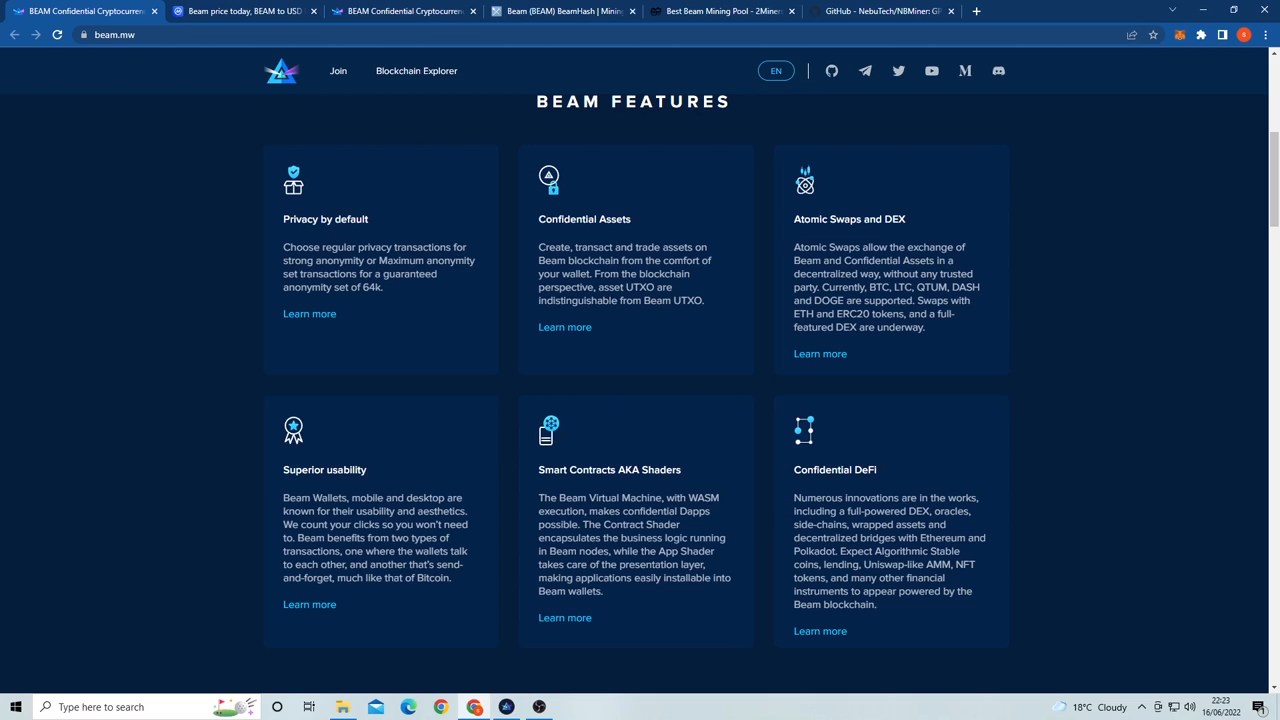 BEAM Confidential Cryptocurrenc
Beam price today, BEAM to USD
BEAM Confidential Cryptocurrenc
Beam (BEAM) BeamHash | Mining
Best Beam Mining Pool - 2Miner
GitHub - NebuTech/NBMiner: GP
beam.mw
S
Join
Blockchain Explorer
EN
BEAM FEATURES
Privacy by default
Choose regular privacy transactions for
strong anonymity or Maximum anonymity
set transactions for a guaranteed
anonymity set of 64k.
Learn more
Confidential Assets
Create, transact and trade assets on
Beam blockchain from the comfort of
your wallet. From the blockchain
perspective, asset UTXO are
indistinguishable from Beam UTXO.
Learn more
Atomic Swaps and DEX
Atomic Swaps allow the exchange of
Beam and Confidential Assets in a
decentralized way, without any trusted
party. Currently, BTC, LTC, QTUM, DASH
and DOGE are supported. Swaps with
ETH and ERC20 tokens, and a full-
featured DEX are underway.
Learn more
Superior usability
Beam Wallets, mobile and desktop are
known for their usability and aesthetics.
We count your clicks so you won't need
to. Beam benefits from two types of
transactions, one where the wallets talk
to each other, and another that's send-
and-forget, much like that of Bitcoin.
Learn more
Smart Contracts AKA Shaders
The Beam Virtual Machine, with WASM
execution, makes confidential Dapps
possible. The Contract Shader
encapsulates the business logic running
in Beam nodes, while the App Shader
takes care of the presentation layer,
making applications easily installable into
Beam wallets.
Learn more
Confidential DeFi
Numerous innovations are in the works,
including a full-powered DEX, oracles,
side-chains, wrapped assets and
decentralized bridges with Ethereum and
Polkadot. Expect Algorithmic Stable
coins, lending, Uniswap-like AMM, NFT
tokens, and many other financial
instruments to appear powered by the
Beam blockchain.
Learn more
Type here to search
18°C Cloudy
22:23
16/06/2022
1